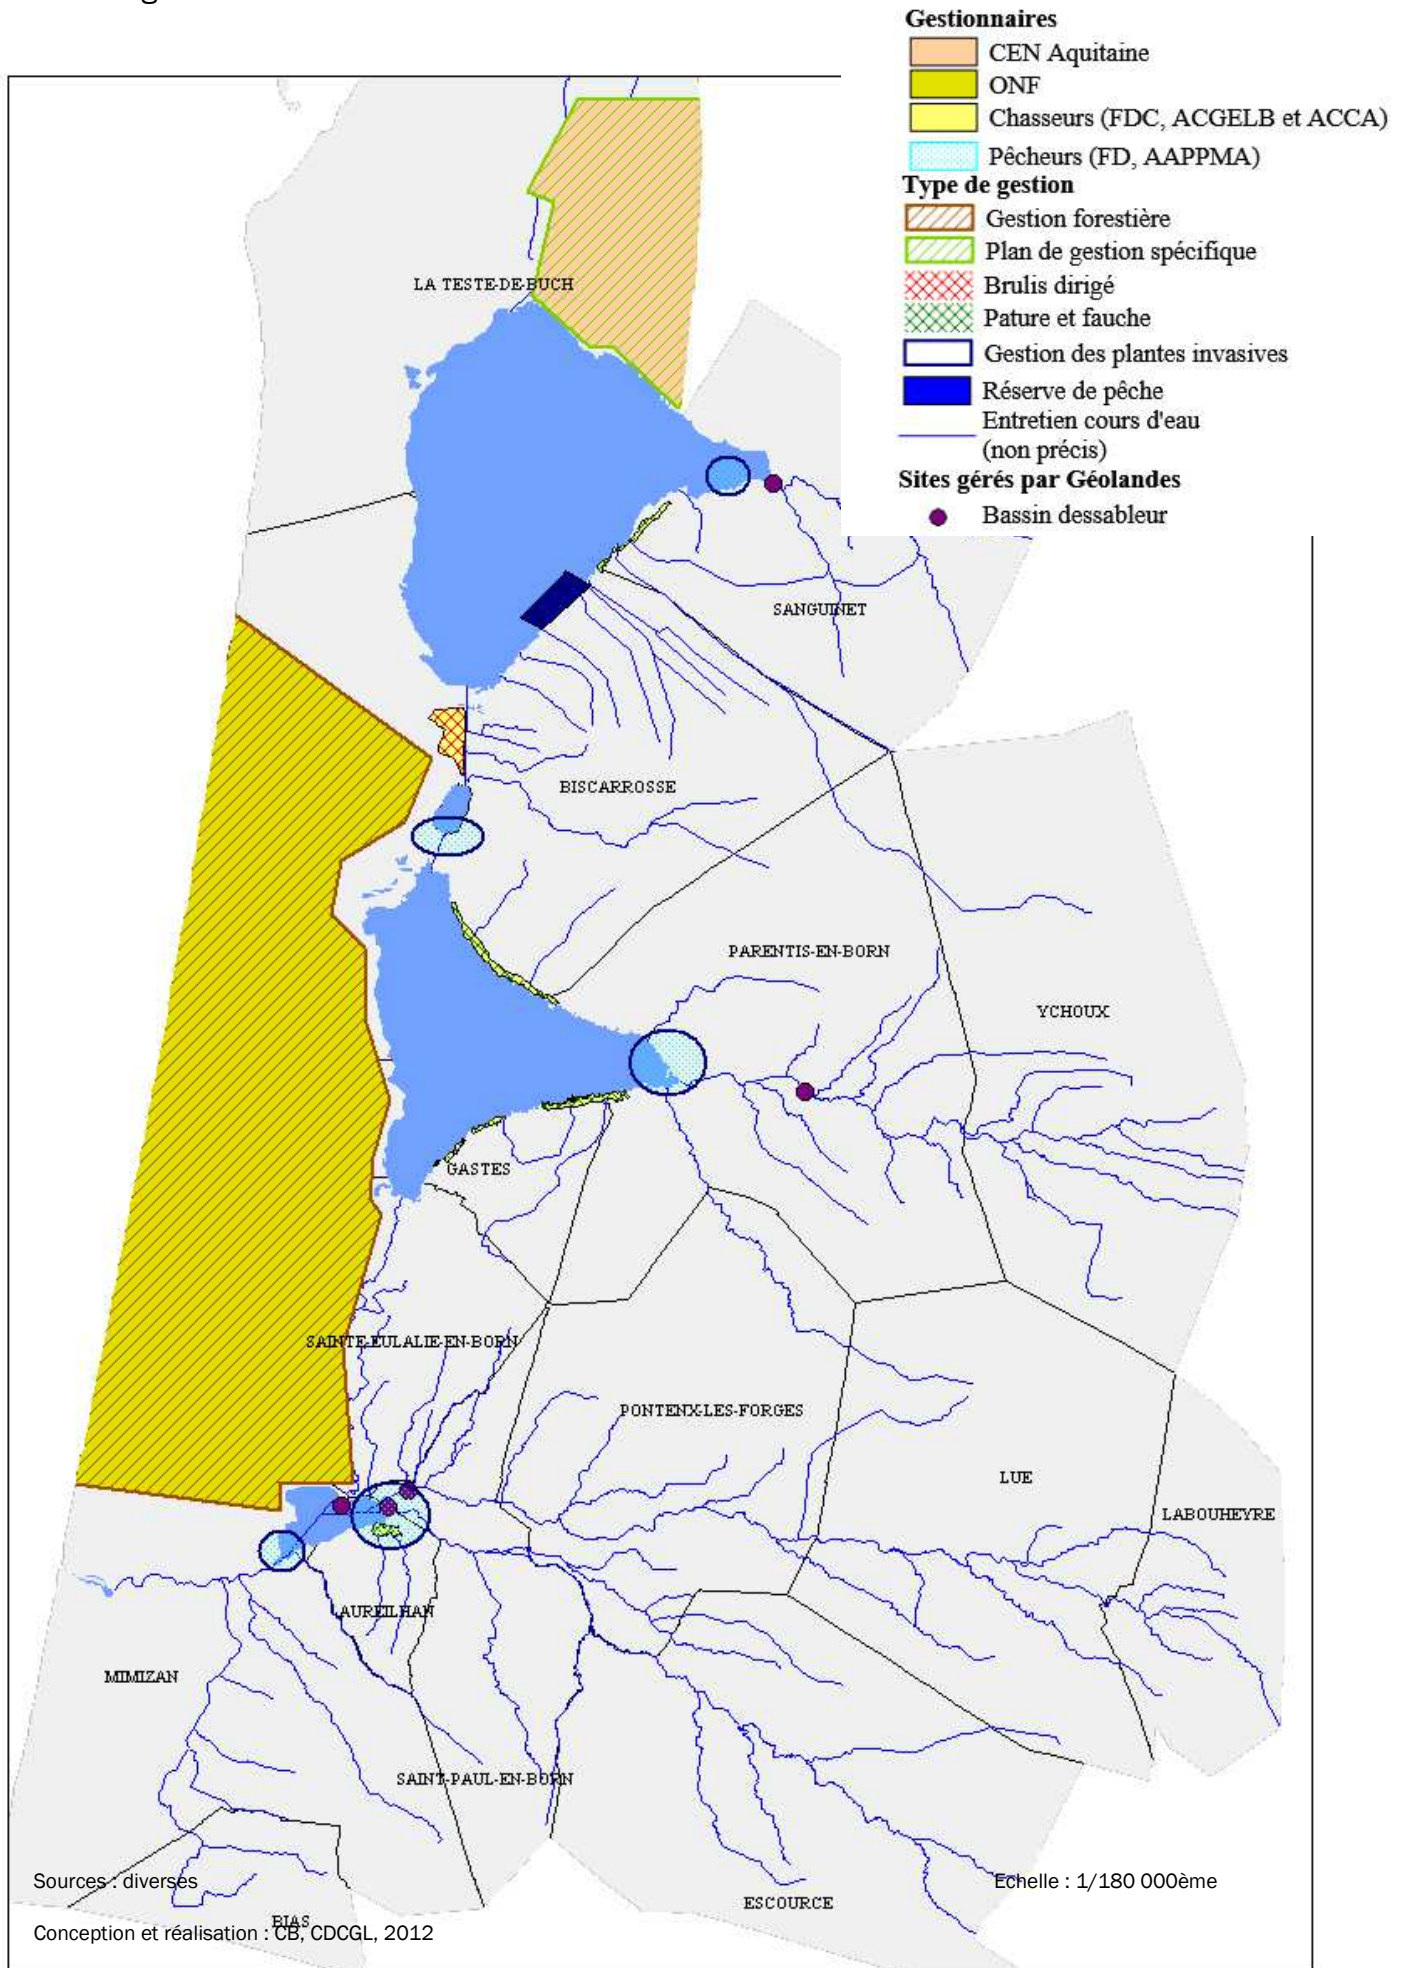 Gestionnaires
CEN Aquitaine
ONF
Chasseurs (FDC, ACGELB et ACCA)
Pêcheurs (FD, AAPPMA)
Type de gestion
Gestion forestière
Plan de gestion spécifique
Brulis dirigé
Pature et fauche
Gestion des plantes invasives
Réserve de pêche
Entretien cours d'eau
(non précis)
Sites gérés par Géolandes
Bassin dessableur
LA TESTE-DE-BUCH
SANGUINET
BISCARROSSE
PARENTIS-EN-BORN
YCHOUX
GASTES
SAINTE-EULALIE-EN-BORN
PONTENX-LES-FORGES
LUE
LABOUHEYRE
AUREILHAN
MIMIZAN
SAINT-PAUL-EN-BORN
ESCOURCE
BIAS
Sources : diverses
Echelle : 1/180 000ème
Conception et réalisation : CB, CDCGL, 2012